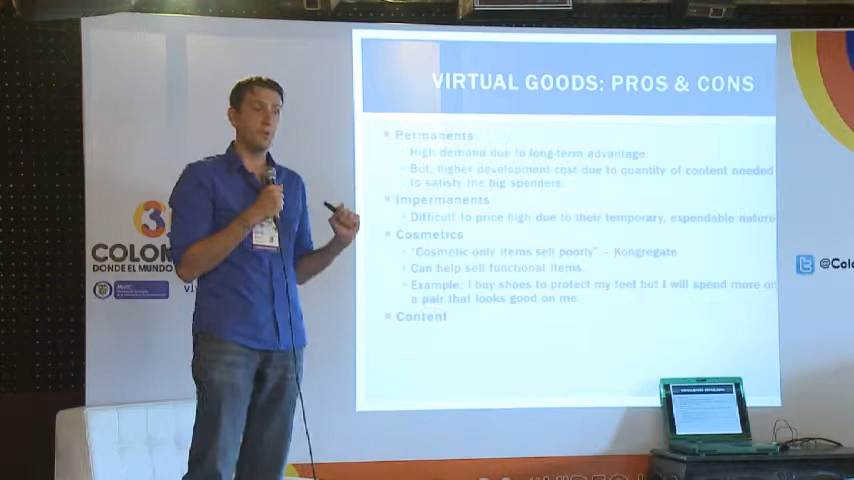 VIRTUAL GOODS: PROS & CONS
Permanents
High demand due to long-term advantage.
But, higher development cost due to quantity of content needed
to satisfy the big spenders.
Impermanents
Difficult to price high due to their temporary, expendable nature
Cosmetics
"Cosmetic-only items sell poorly" – Kongregate
Can help sell functional items.
Example: I buy shoes to protect my feet but I will spend more on
a pair that looks good on me.
Content
3
COLOM
DONDE EL MUND
@Colo